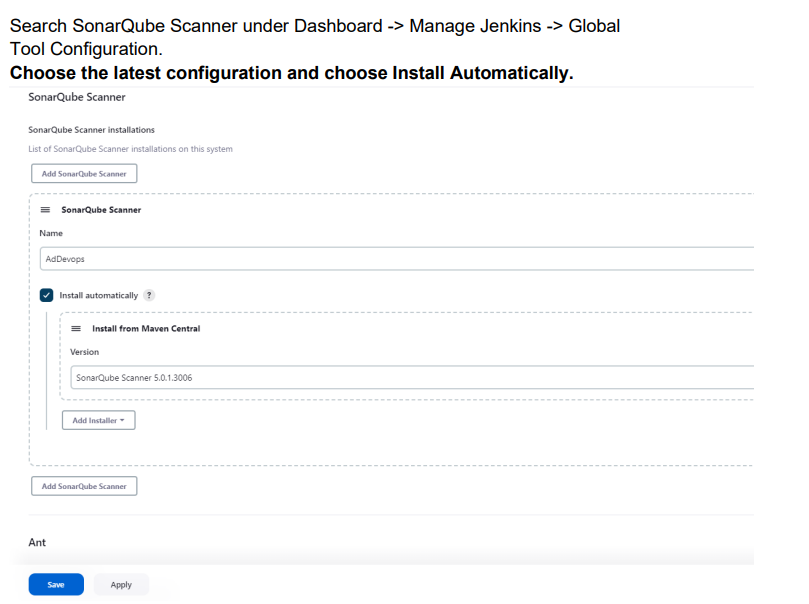 Search SonarQube Scanner under Dashboard -> Manage Jenkins -> Global
Tool Configuration.
Choose the latest configuration and choose Install Automatically.
SonarQube Scanner
SonarQube Scanner installations
List of SonarQube Scanner installations on this system
Add SonarQube Scanner
SonarQube Scanner
Name
AdDevops
Install automatically ?
Install from Maven Central
Version
SonarQube Scanner 5.0.1.3006
Add Installer
Add SonarQube Scanner
Ant
Save Apply